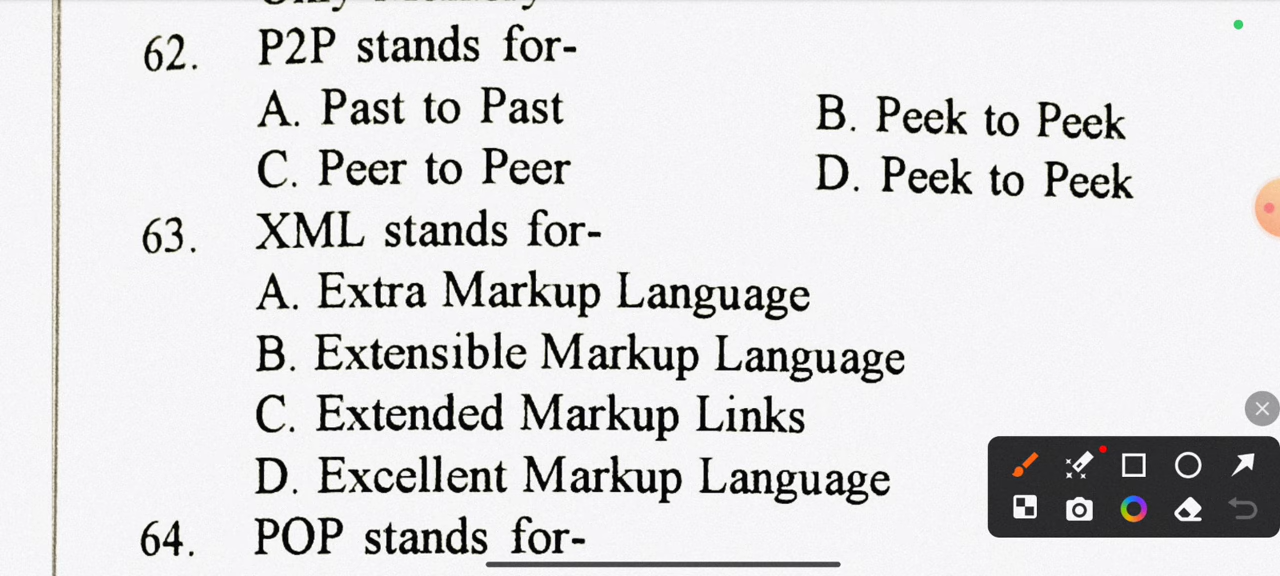 62. P2P stands for-
A. Past to Past B. Peek to Peek
C. Peer to Peer D. Peek to Peek
63. XML stands for-
A. Extra Markup Language
B. Extensible Markup Language
C. Extended Markup Links
D. Excellent Markup Language
64. POP stands for-